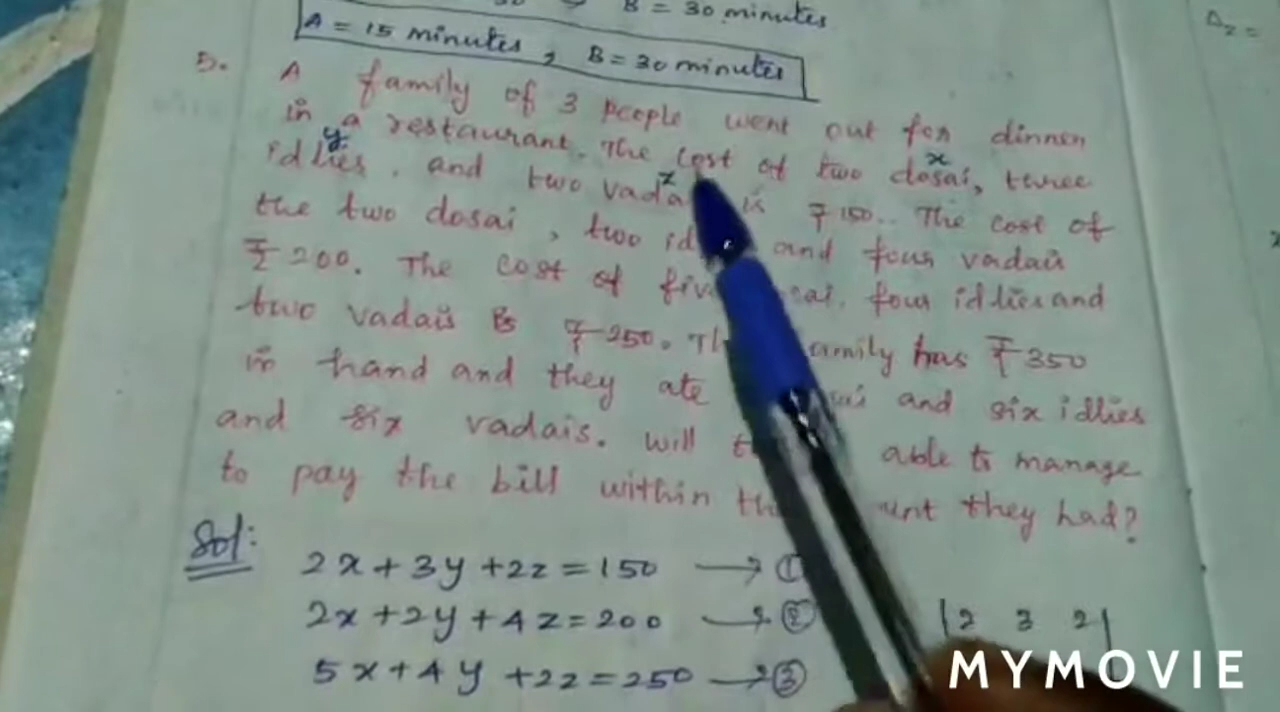 B = 30 minutes
A = 15 minutes, B = 30 minutes
5. A family of 3 people went out for dinner
in a restaurant. The cost of two dosai, three
y x
idlies, and two vadai is ₹ 150. The cost of
z
the two dosai, two and four vadais
₹ 200. The cost of four idlies and
two vadais is ₹ 250. family has ₹ 350
in hand and they ate and six idlies
and six vadais. will able to manage
to pay the bill within they had?
Sol:
2x + 3y + 2z = 150 → ①
2x + 2y + 4z = 200 → ②
5x + 4y + 2z = 250 → ③
|2 3 2|
MYMOVIE